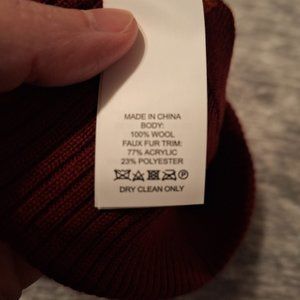 MADE IN CHINA
BODY:
100% WOOL
FAUX FUR TRIM:
77% ACRYLIC
23% POLYESTER
DRY CLEAN ONLY